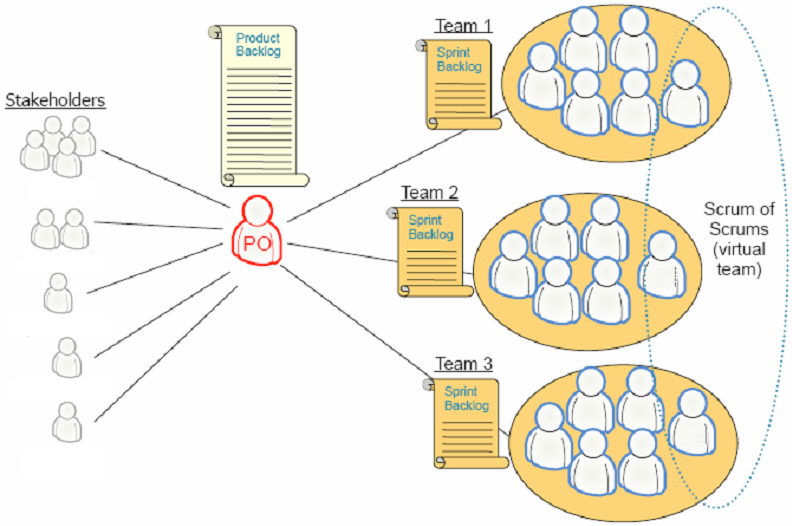 Stakeholders
Product
Backlog
PO
Team 1
Sprint
Backlog
Team 2
Sprint
Backlog
Team 3
Sprint
Backlog
Scrum of
Scrums
(virtual
team)